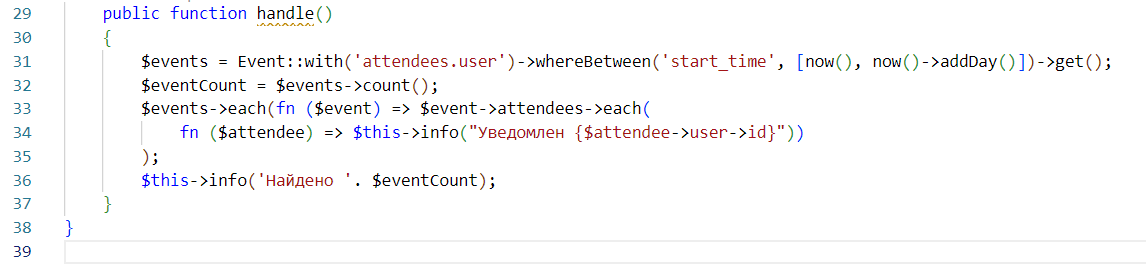 29 public function handle()
30 {
31 $events = Event::with('attendees.user')->whereBetween('start_time', [now(), now()->addDay()])->get();
32 $eventCount = $events->count();
33 $events->each(fn ($event) => $event->attendees->each(
34 fn ($attendee) => $this->info("Уведомлен {$attendee->user->id}"))
35 );
36 $this->info('Найдено '. $eventCount);
37 }
38 }
39